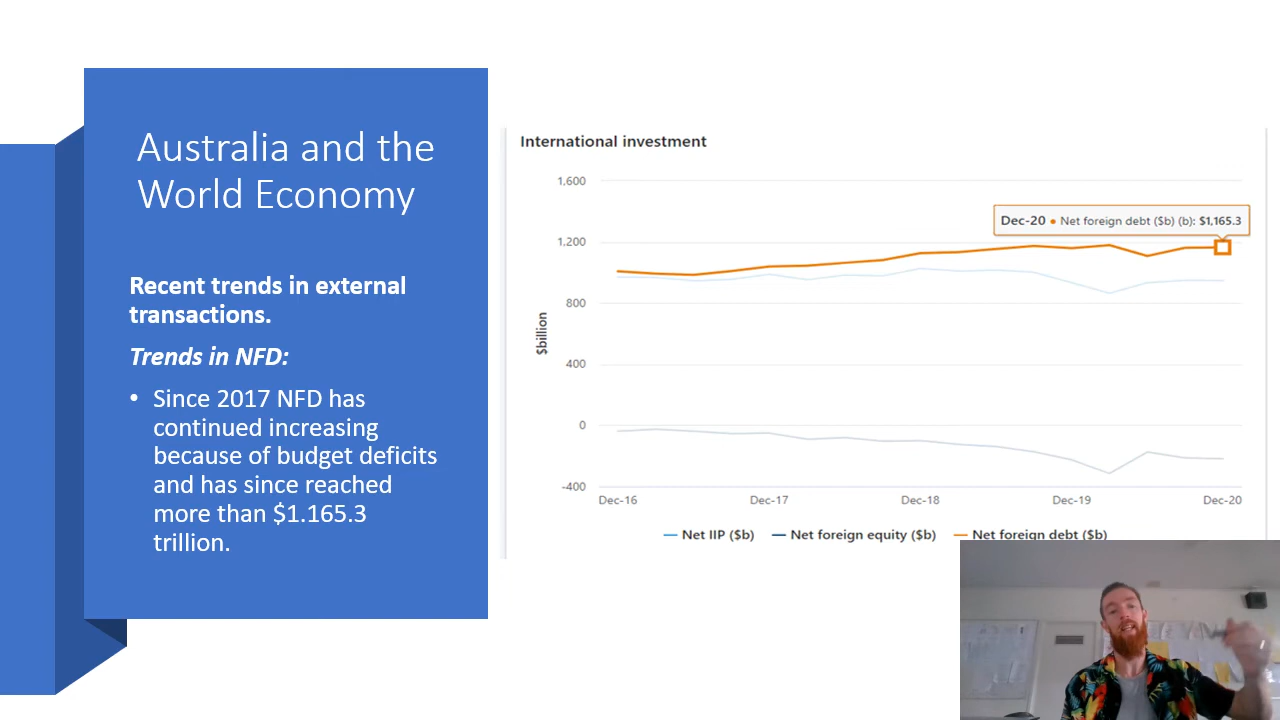 Australia and the
World Economy
Recent trends in external
transactions.
Trends in NFD:
• Since 2017 NFD has
continued increasing
because of budget deficits
and has since reached
more than $1.165.3
trillion.
International investment
1,600
Dec-20 ● Net foreign debt ($b) (b): $1,165.3
1,200
800
400
0
-400
$billion
Dec-16 Dec-17 Dec-18 Dec-19 Dec-20
Net IIP ($b) Net foreign equity ($b) Net foreign debt ($b)